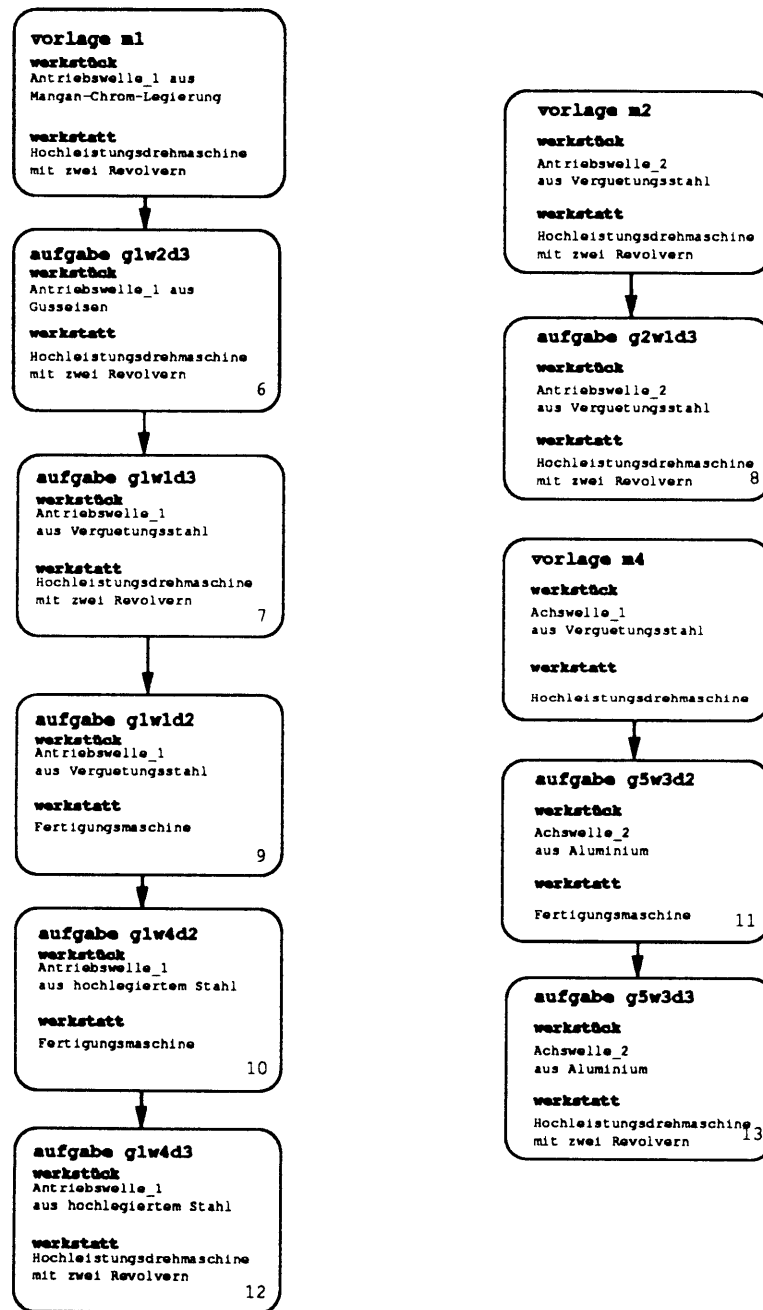 vorlage m1
werkstück
Antriebswelle_1 aus
Mangan-Chrom-Legierung
werkstatt
Hochleistungsdrehmaschine
mit zwei Revolvern
aufgabe g1w2d3
werkstück
Antriebswelle_1 aus
Gusseisen
werkstatt
Hochleistungsdrehmaschine
mit zwei Revolvern
6
aufgabe g1w1d3
werkstück
Antriebswelle_1
aus Verguetungsstahl
werkstatt
Hochleistungsdrehmaschine
mit zwei Revolvern
7
aufgabe g1w1d2
werkstück
Antriebswelle_1
aus Verguetungsstahl
werkstatt
Fertigungsmaschine
9
aufgabe g1w4d2
werkstück
Antriebswelle_1
aus hochlegiertem Stahl
werkstatt
Fertigungsmaschine
10
aufgabe g1w4d3
werkstück
Antriebswelle_1
aus hochlegiertem Stahl
werkstatt
Hochleistungsdrehmaschine
mit zwei Revolvern
12
vorlage m2
werkstück
Antriebswelle_2
aus Verguetungsstahl
werkstatt
Hochleistungsdrehmaschine
mit zwei Revolvern
aufgabe g2w1d3
werkstück
Antriebswelle_2
aus Verguetungsstahl
werkstatt
Hochleistungsdrehmaschine
mit zwei Revolvern
8
vorlage m4
werkstück
Achswelle_1
aus Verguetungsstahl
werkstatt
Hochleistungsdrehmaschine
aufgabe g5w3d2
werkstück
Achswelle_2
aus Aluminium
werkstatt
Fertigungsmaschine
11
aufgabe g5w3d3
werkstück
Achswelle_2
aus Aluminium
werkstatt
Hochleistungsdrehmaschine
mit zwei Revolvern
13